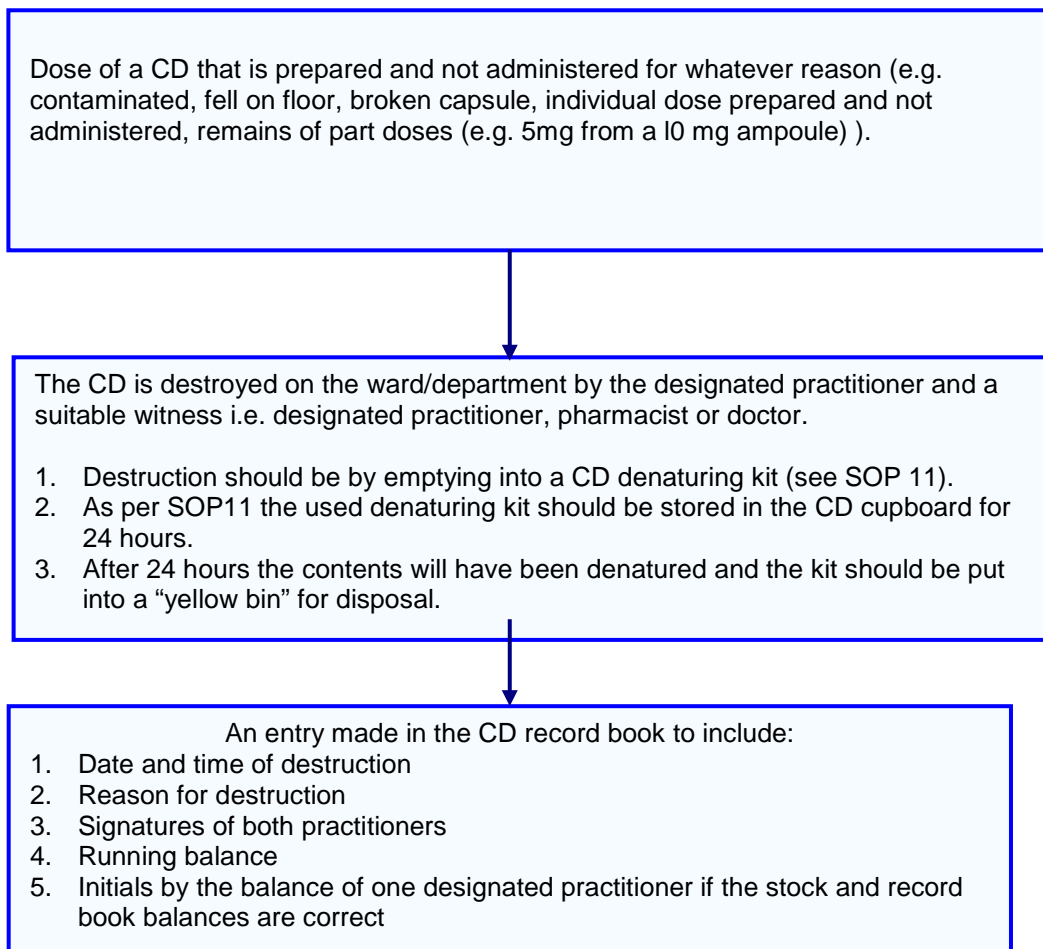 Dose of a CD that is prepared and not administered for whatever reason (e.g.
contaminated, fell on floor, broken capsule, individual dose prepared and not
administered, remains of part doses (e.g. 5mg from a l0 mg ampoule) ).
The CD is destroyed on the ward/department by the designated practitioner and a
suitable witness i.e. designated practitioner, pharmacist or doctor.
1. Destruction should be by emptying into a CD denaturing kit (see SOP 11).
2. As per SOP11 the used denaturing kit should be stored in the CD cupboard for
24 hours.
3. After 24 hours the contents will have been denatured and the kit should be put
into a “yellow bin” for disposal.
An entry made in the CD record book to include:
1. Date and time of destruction
2. Reason for destruction
3. Signatures of both practitioners
4. Running balance
5. Initials by the balance of one designated practitioner if the stock and record
book balances are correct